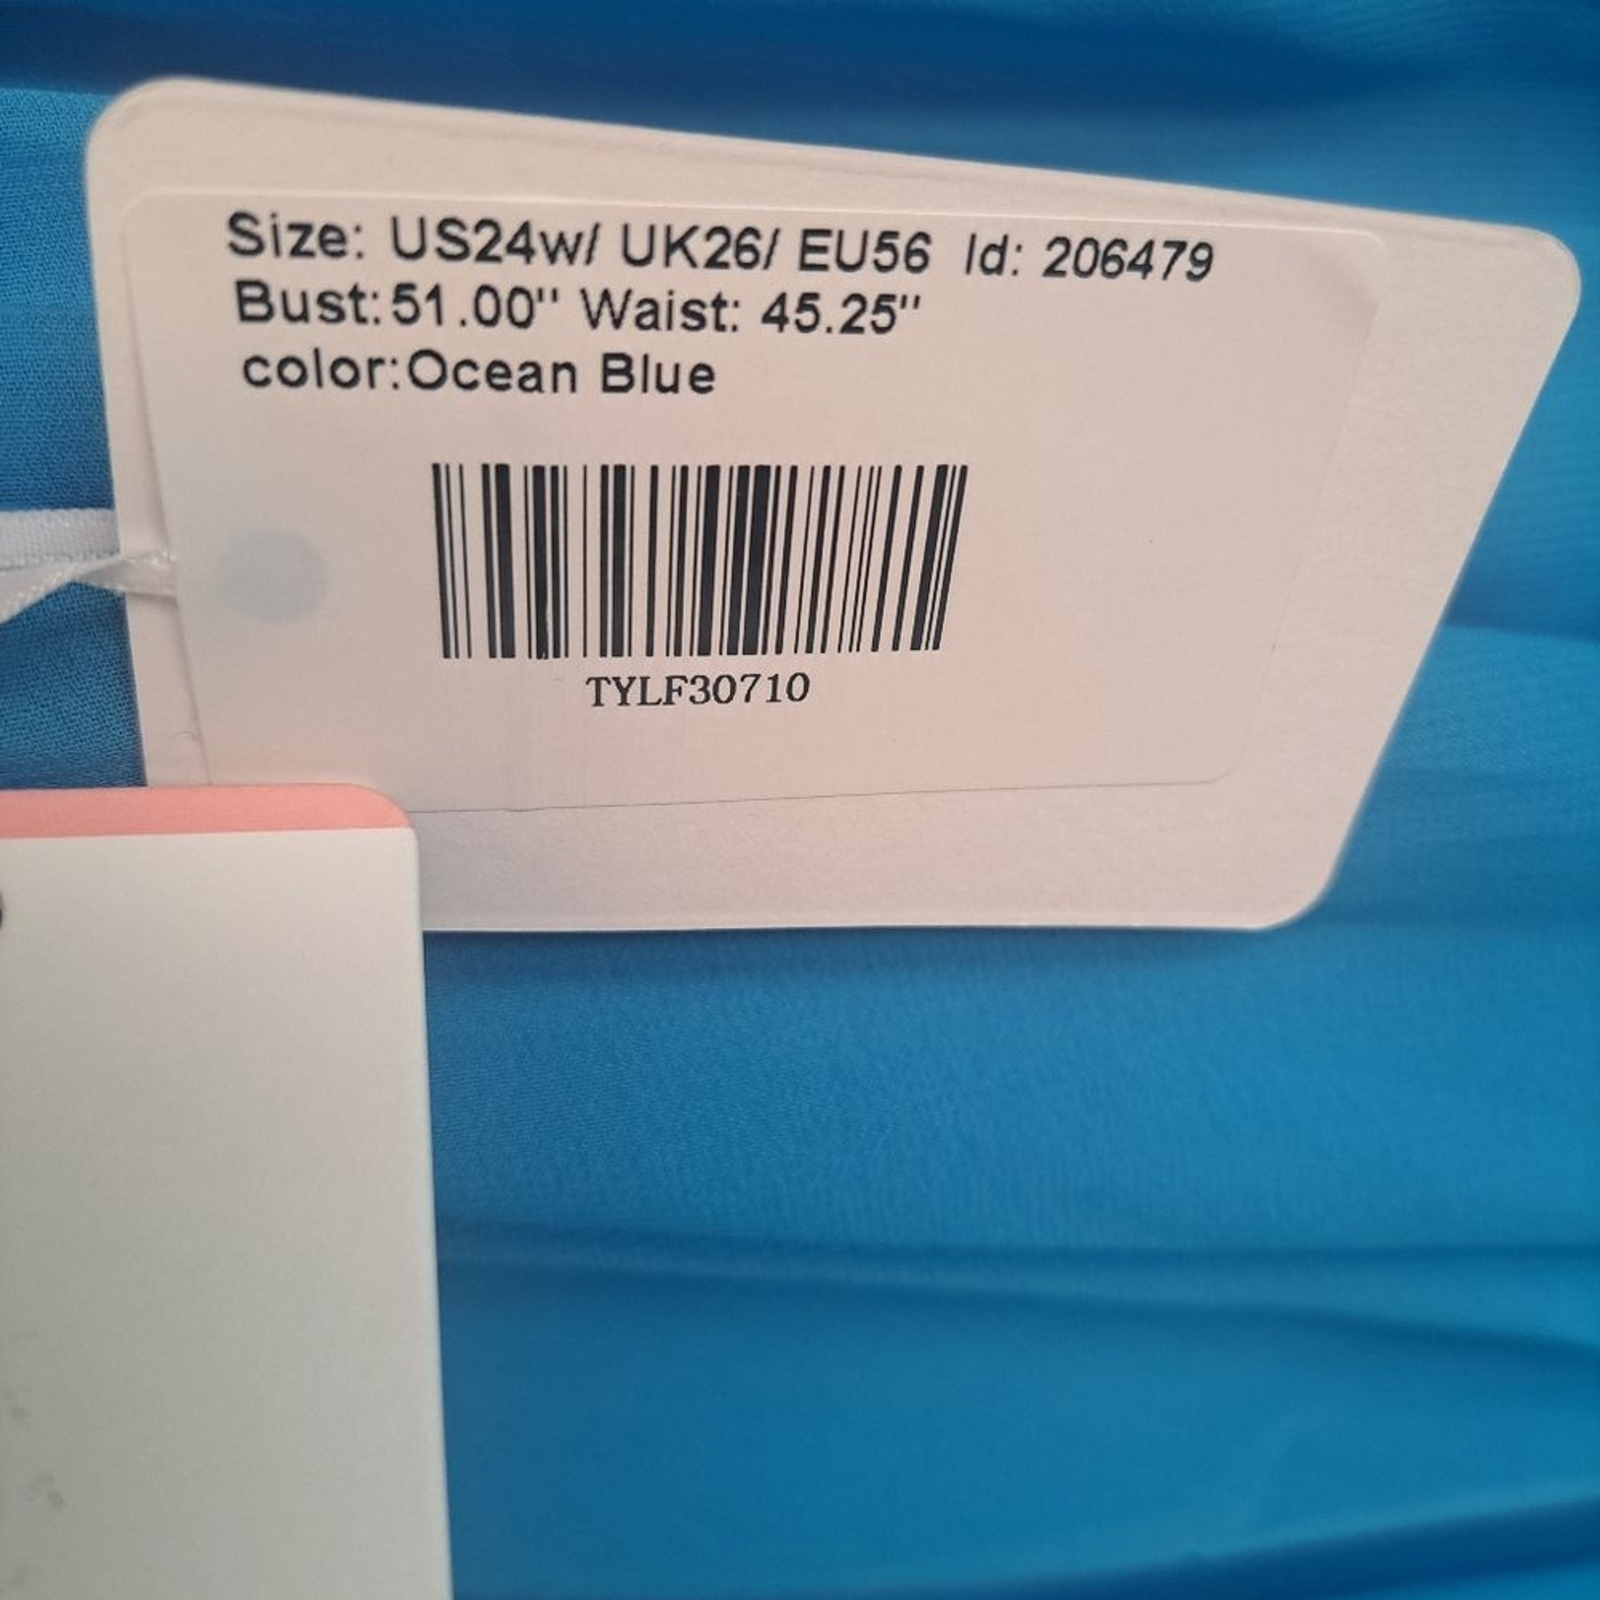 Size: US24w/ UK26/ EU56 Id: 206479
Bust:51.00" Waist: 45.25"
color:Ocean Blue
TYLF30710